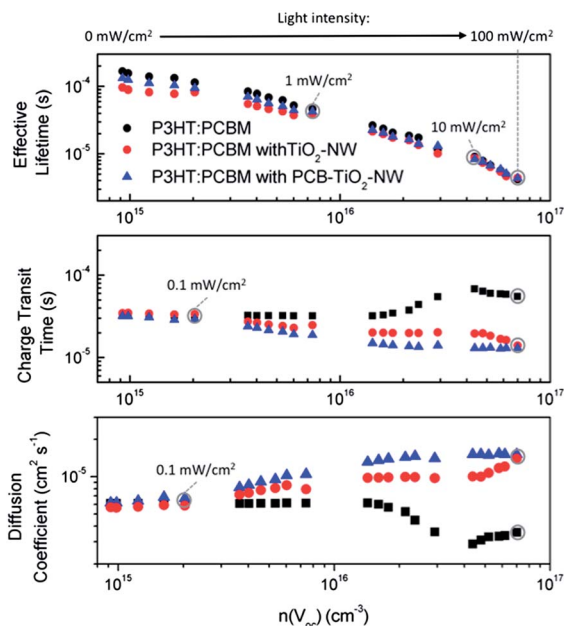 Light intensity:
0 mW/cm² 100 mW/cm²
Effective
Lifetime (s)
10⁻⁴
10⁻⁵
1 mW/cm²
10 mW/cm²
P3HT:PCBM
P3HT:PCBM withTiO₂-NW
P3HT:PCBM with PCB-TiO₂-NW
10¹⁵ 10¹⁶ 10¹⁷
Charge Transit
Time (s)
10⁻⁴
10⁻⁵
0.1 mW/cm²
10¹⁵ 10¹⁶ 10¹⁷
Diffusion
Coefficient (cm² s⁻¹)
10⁻⁵
0.1 mW/cm²
10¹⁵ 10¹⁶ 10¹⁷
n(Vₒc) (cm⁻³)